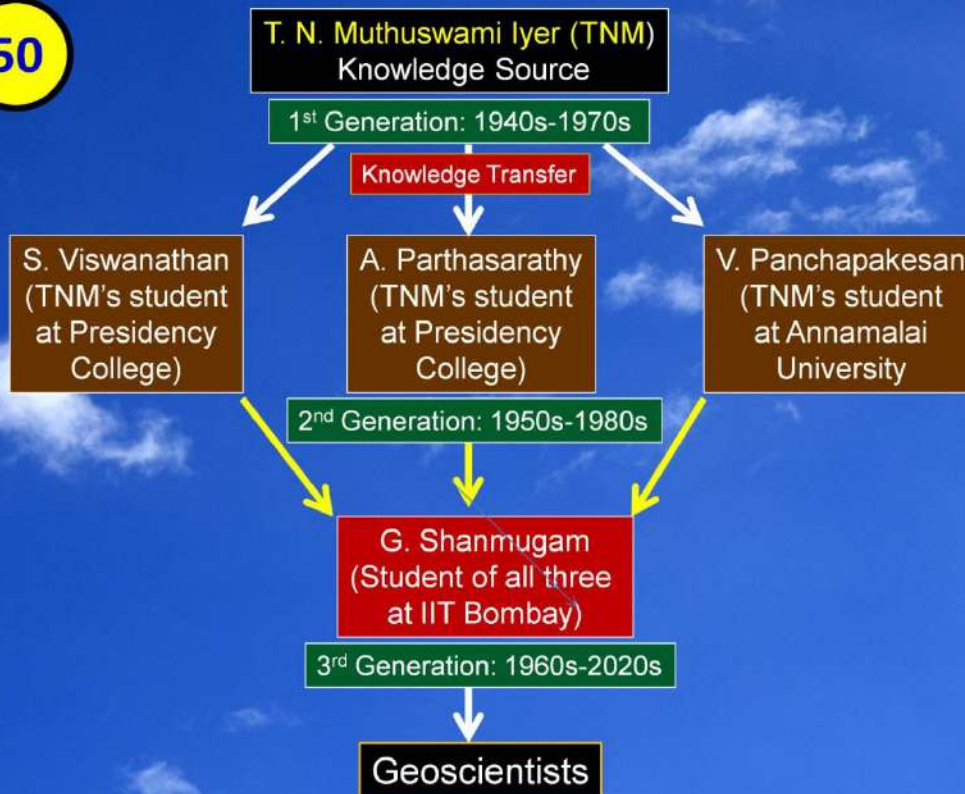 50
T. N. Muthuswami Iyer (TNM)
Knowledge Source
1st Generation: 1940s-1970s
Knowledge Transfer
S. Viswanathan
(TNM's student
at Presidency
College)
A. Parthasarathy
(TNM's student
at Presidency
College)
V. Panchapakesan
(TNM's student
at Annamalai
University
2nd Generation: 1950s-1980s
G. Shanmugam
(Student of all three
at IIT Bombay)
3rd Generation: 1960s-2020s
Geoscientists